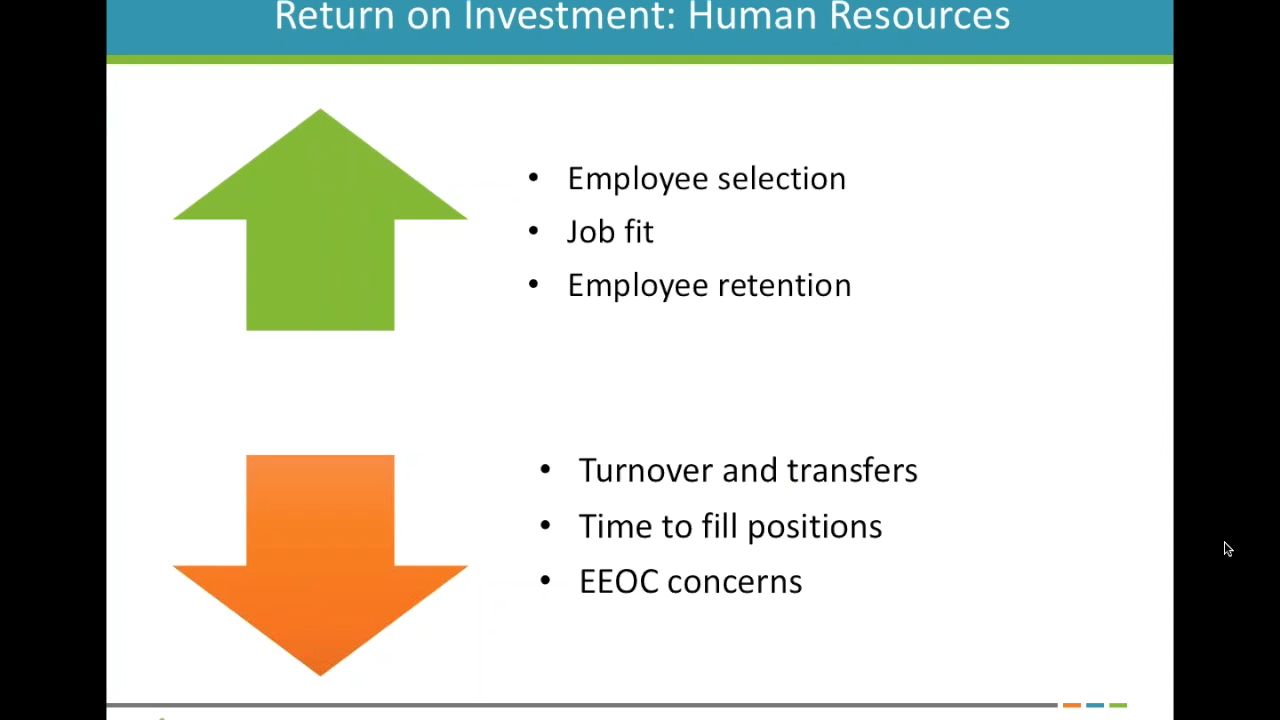 Return on Investment: Human Resources
• Employee selection
• Job fit
• Employee retention
• Turnover and transfers
• Time to fill positions
• EEOC concerns